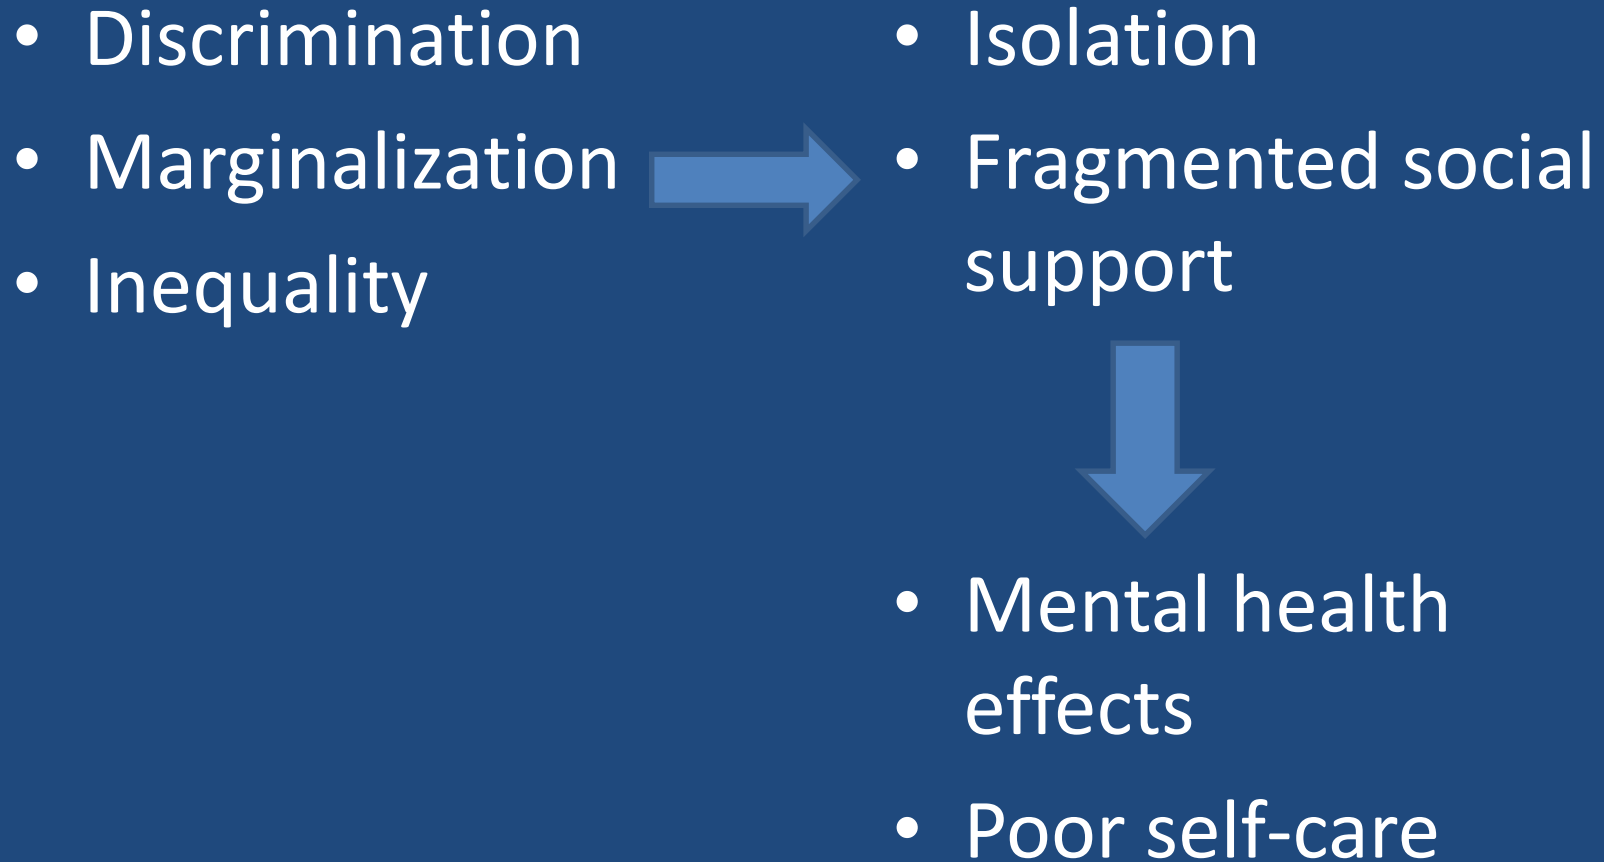 • Discrimination
• Marginalization
• Inequality
• Isolation
• Fragmented social
support
• Mental health
effects
• Poor self-care